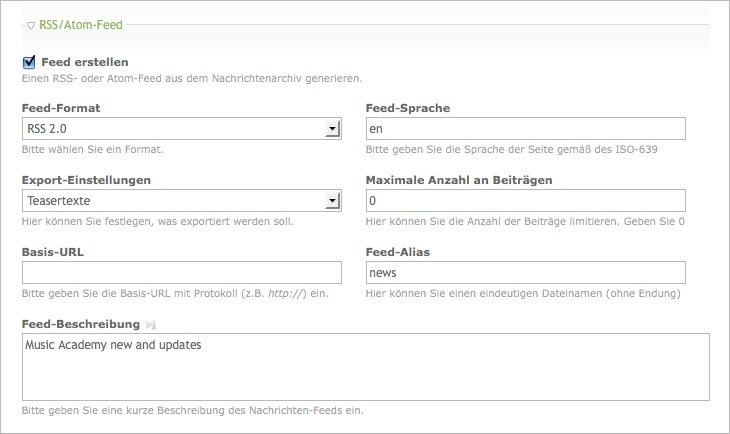 RSS/Atom-Feed
Feed erstellen
Einen RSS- oder Atom-Feed aus dem Nachrichtenarchiv generieren.
Feed-Format
Feed-Sprache
RSS 2.0
en
Bitte wählen Sie ein Format.
Bitte geben Sie die Sprache der Seite gemäß des ISO-639
Export-Einstellungen
Maximale Anzahl an Beiträgen
Teasertexte
0
Hier können Sie festlegen, was exportiert werden soll.
Hier können Sie die Anzahl der Beiträge limitieren. Geben Sie 0
Basis-URL
Feed-Alias
news
Bitte geben Sie die Basis-URL mit Protokoll (z.B. http://) ein.
Hier können Sie einen eindeutigen Dateinamen (ohne Endung)
Feed-Beschreibung
Music Academy new and updates
Bitte geben Sie eine kurze Beschreibung des Nachrichten-Feeds ein.